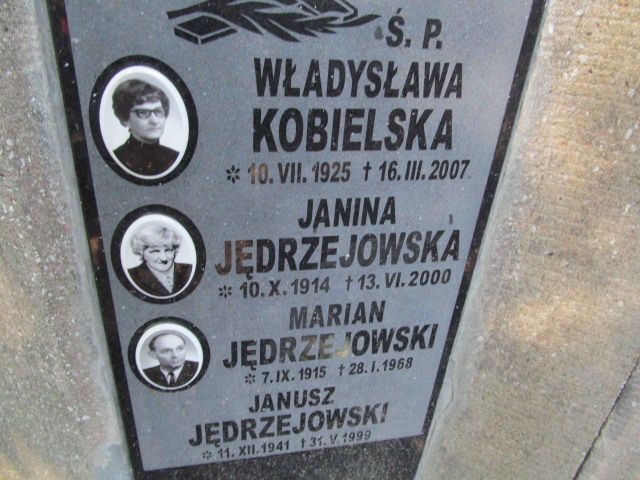 Ś. P.
WŁADYSŁAWA
KOBIELSKA
* 10. VII. 1925 † 16. III. 2007
JANINA
JĘDRZEJOWSKA
* 10. X. 1914 † 13. VI. 2000
MARIAN
JĘDRZEJOWSKI
* 7. IX. 1915 † 28. I. 1968
JANUSZ
JĘDRZEJOWSKI
* 11. XII. 1941 † 31. V. 1999